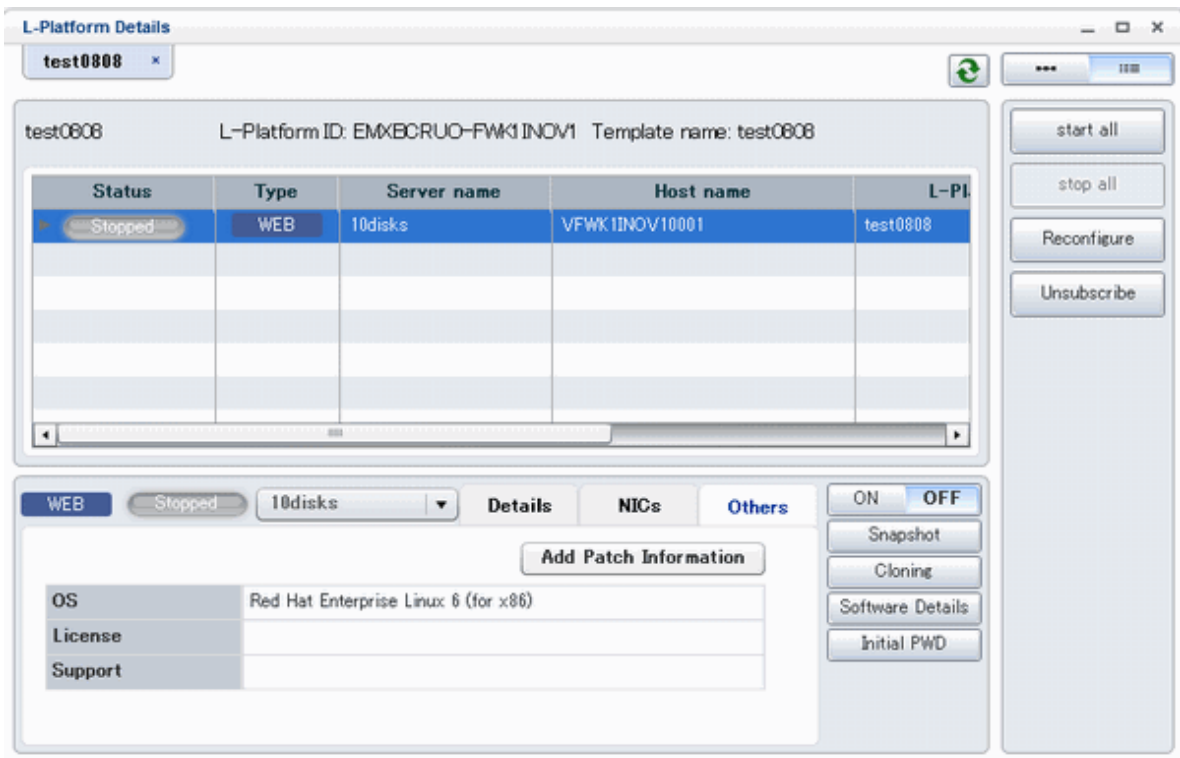 L-Platform Details
test0808
test0808 L-Platform ID: EMXBCRUO-FWK1INOV1 Template name: test0808
Status Type Server name Host name L-Pl
Stopped WEB 10disks VFWK1INOV10001 test0808
start all
stop all
Reconfigure
Unsubscribe
WEB Stopped 10disks Details NICs Others
Add Patch Information
OS Red Hat Enterprise Linux 6 (for x86)
License
Support
ON OFF
Snapshot
Cloning
Software Details
Initial PWD